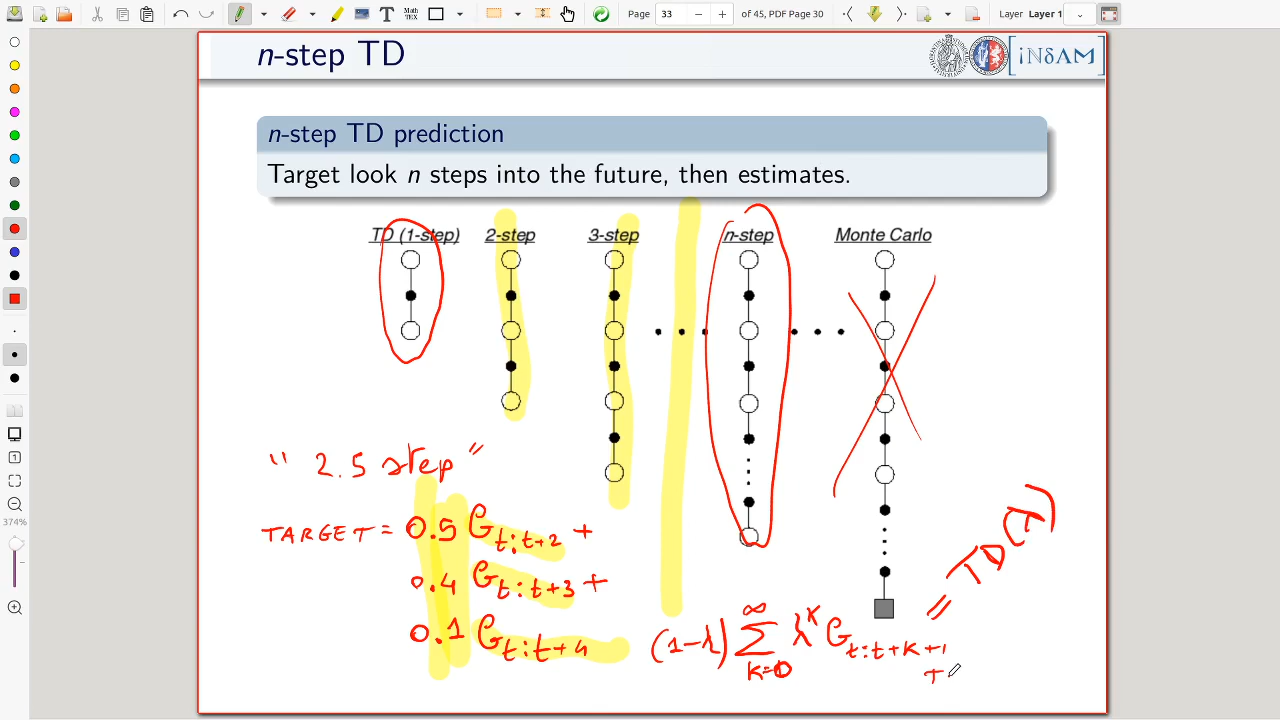 Page 33 of 46 PDF Page 30 Layer Layer 1
n-step TD
iNδAM
n-step TD prediction
Target look n steps into the future, then estimates.
TD (1-step) 2-step 3-step n-step Monte Carlo
" 2.5 step "
TARGET = 0.5 G_{t:t+2} +
0.4 G_{t:t+3} +
0.1 G_{t:t+4}
(1-λ) ∑_{k=0}^{∞} λ^k G_{t:t+k+1} = TD(λ)
374%